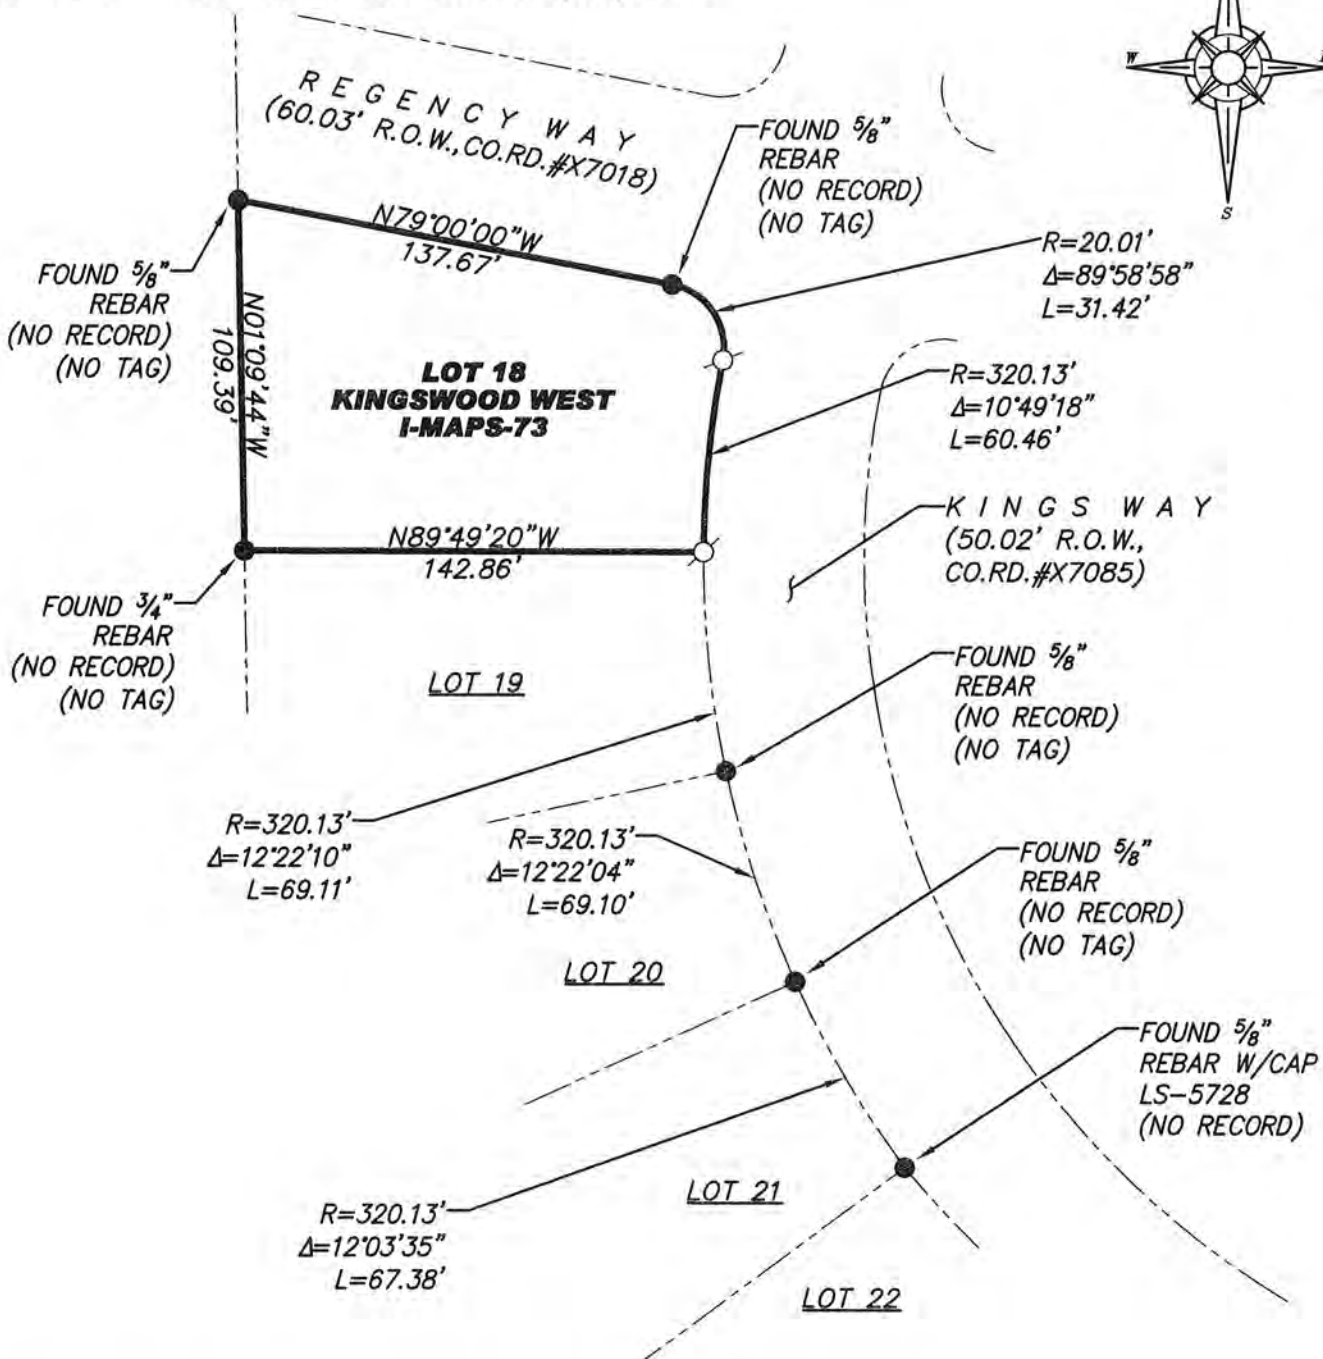 W
S
R E G E N C Y W A Y
(60.03' R.O.W.,CO.RD.#X7018)
FOUND 5/8"
REBAR
(NO RECORD)
(NO TAG)
N79°00'00"W
137.67'
R=20.01'
Δ=89°58'58"
L=31.42'
FOUND 5/8"
REBAR
(NO RECORD)
(NO TAG)
N01°09'44"W
109.39'
LOT 18
KINGSWOOD WEST
I-MAPS-73
R=320.13'
Δ=10°49'18"
L=60.46'
K I N G S W A Y
(50.02' R.O.W.,
CO.RD.#X7085)
N89°49'20"W
142.86'
FOUND 3/4"
REBAR
(NO RECORD)
(NO TAG)
LOT 19
FOUND 5/8"
REBAR
(NO RECORD)
(NO TAG)
R=320.13'
Δ=12°22'10"
L=69.11'
R=320.13'
Δ=12°22'04"
L=69.10'
FOUND 5/8"
REBAR
(NO RECORD)
(NO TAG)
LOT 20
FOUND 5/8"
REBAR W/CAP
LS-5728
(NO RECORD)
LOT 21
R=320.13'
Δ=12°03'35"
L=67.38'
LOT 22